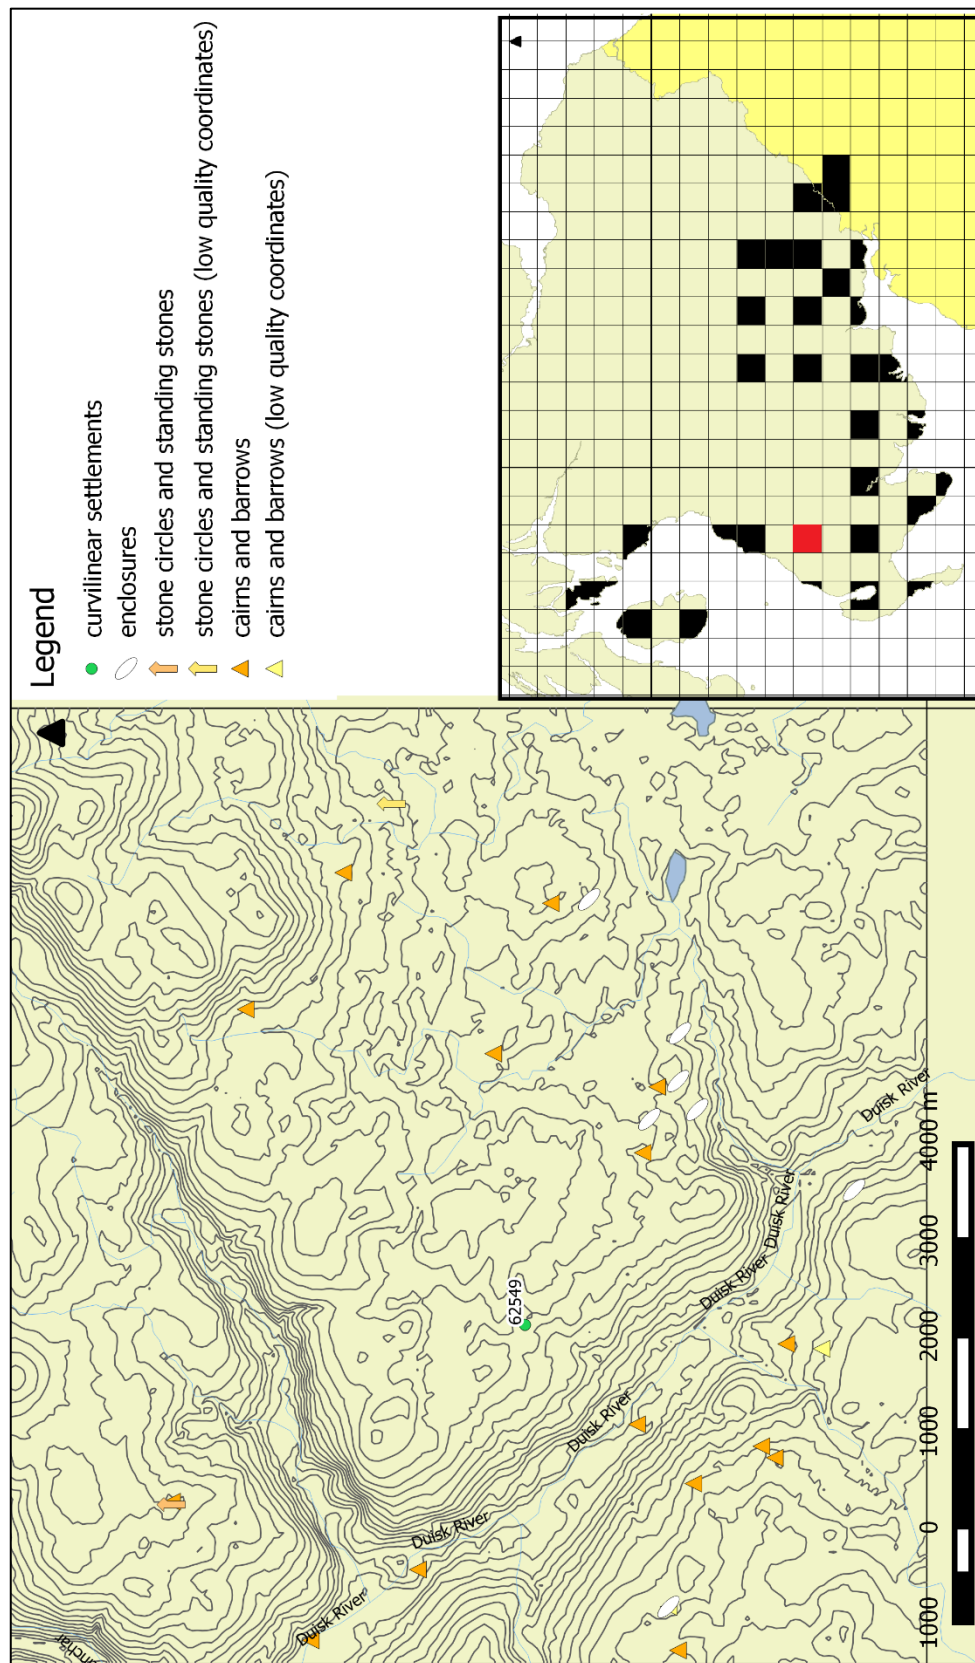 Legend
curvilinear settlements
enclosures
stone circles and standing stones
stone circles and standing stones (low quality coordinates)
cairns and barrows
cairns and barrows (low quality coordinates)
62549
Duisk River
Duisk River
Duisk River
Duisk River
Duisk River
Duisk River
1000 0 1000 2000 3000 4000 m